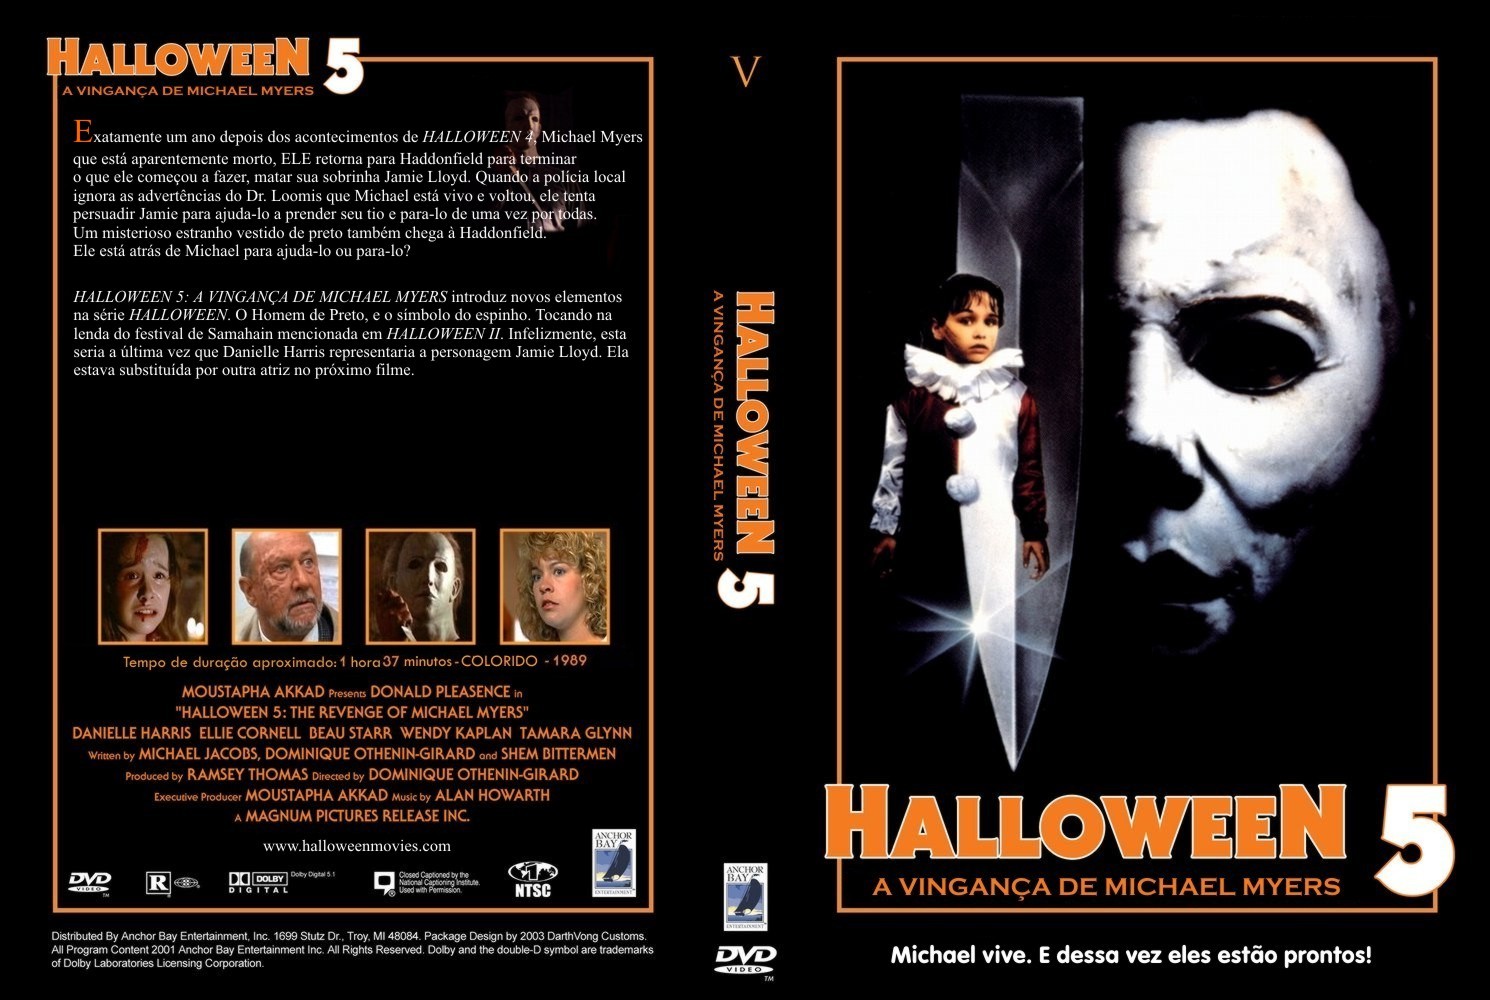 HALLOWEEN 5
A VINGANÇA DE MICHAEL MYERS
Exatamente um ano depois dos acontecimentos de HALLOWEEN 4, Michael Myers
que está aparentemente morto, ELE retorna para Haddonfield para terminar
o que ele começou a fazer, matar sua sobrinha Jamie Lloyd. Quando a polícia local
ignora as advertências do Dr. Loomis que Michael está vivo e voltou, ele tenta
persuadir Jamie para ajuda-lo a prender seu tio e para-lo de uma vez por todas.
Um misterioso estranho vestido de preto também chega à Haddonfield.
Ele está atrás de Michael para ajuda-lo ou para-lo?
HALLOWEEN 5: A VINGANÇA DE MICHAEL MYERS introduz novos elementos
na série HALLOWEEN. O Homem de Preto, e o símbolo do espinho. Tocando na
lenda do festival de Samahain mencionada em HALLOWEEN II. Infelizmente, esta
seria a última vez que Danielle Harris representaria a personagem Jamie Lloyd. Ela
estava substituída por outra atriz no próximo filme.
Tempo de duração aproximado: 1 hora 37 minutos - COLORIDO - 1989
MOUSTAPHA AKKAD Presents DONALD PLEASENCE in
"HALLOWEEN 5: THE REVENGE OF MICHAEL MYERS"
DANIELLE HARRIS ELLIE CORNELL BEAU STARR WENDY KAPLAN TAMARA GLYNN
Written by MICHAEL JACOBS, DOMINIQUE OTHENIN-GIRARD and SHEM BITTERMEN
Produced by RAMSEY THOMAS Directed by DOMINIQUE OTHENIN-GIRARD
Executive Producer MOUSTAPHA AKKAD Music by ALAN HOWARTH
A MAGNUM PICTURES RELEASE INC.
www.halloweenmovies.com
DVD
VIDEO
TM
R
DOLBY
DIGITAL
Dolby Digital 5.1
Closed Captioned by the
National Captioning Institute.
Used with Permission.
NTSC
ANCHOR
BAY
ENTERTAINMENT
Distributed By Anchor Bay Entertainment, Inc. 1699 Stutz Dr., Troy, MI 48084. Package Design by 2003 DarthVong Customs.
All Program Content 2001 Anchor Bay Entertainment Inc. All Rights Reserved. Dolby and the double-D symbol are trademarks
of Dolby Laboratories Licensing Corporation.
V
HALLOWEEN 5
A VINGANÇA DE MICHAEL MYERS
ANCHOR
BAY
ENTERTAINMENT
DVD
VIDEO
TM
HALLOWEEN 5
A VINGANÇA DE MICHAEL MYERS
Michael vive. E dessa vez eles estão prontos!